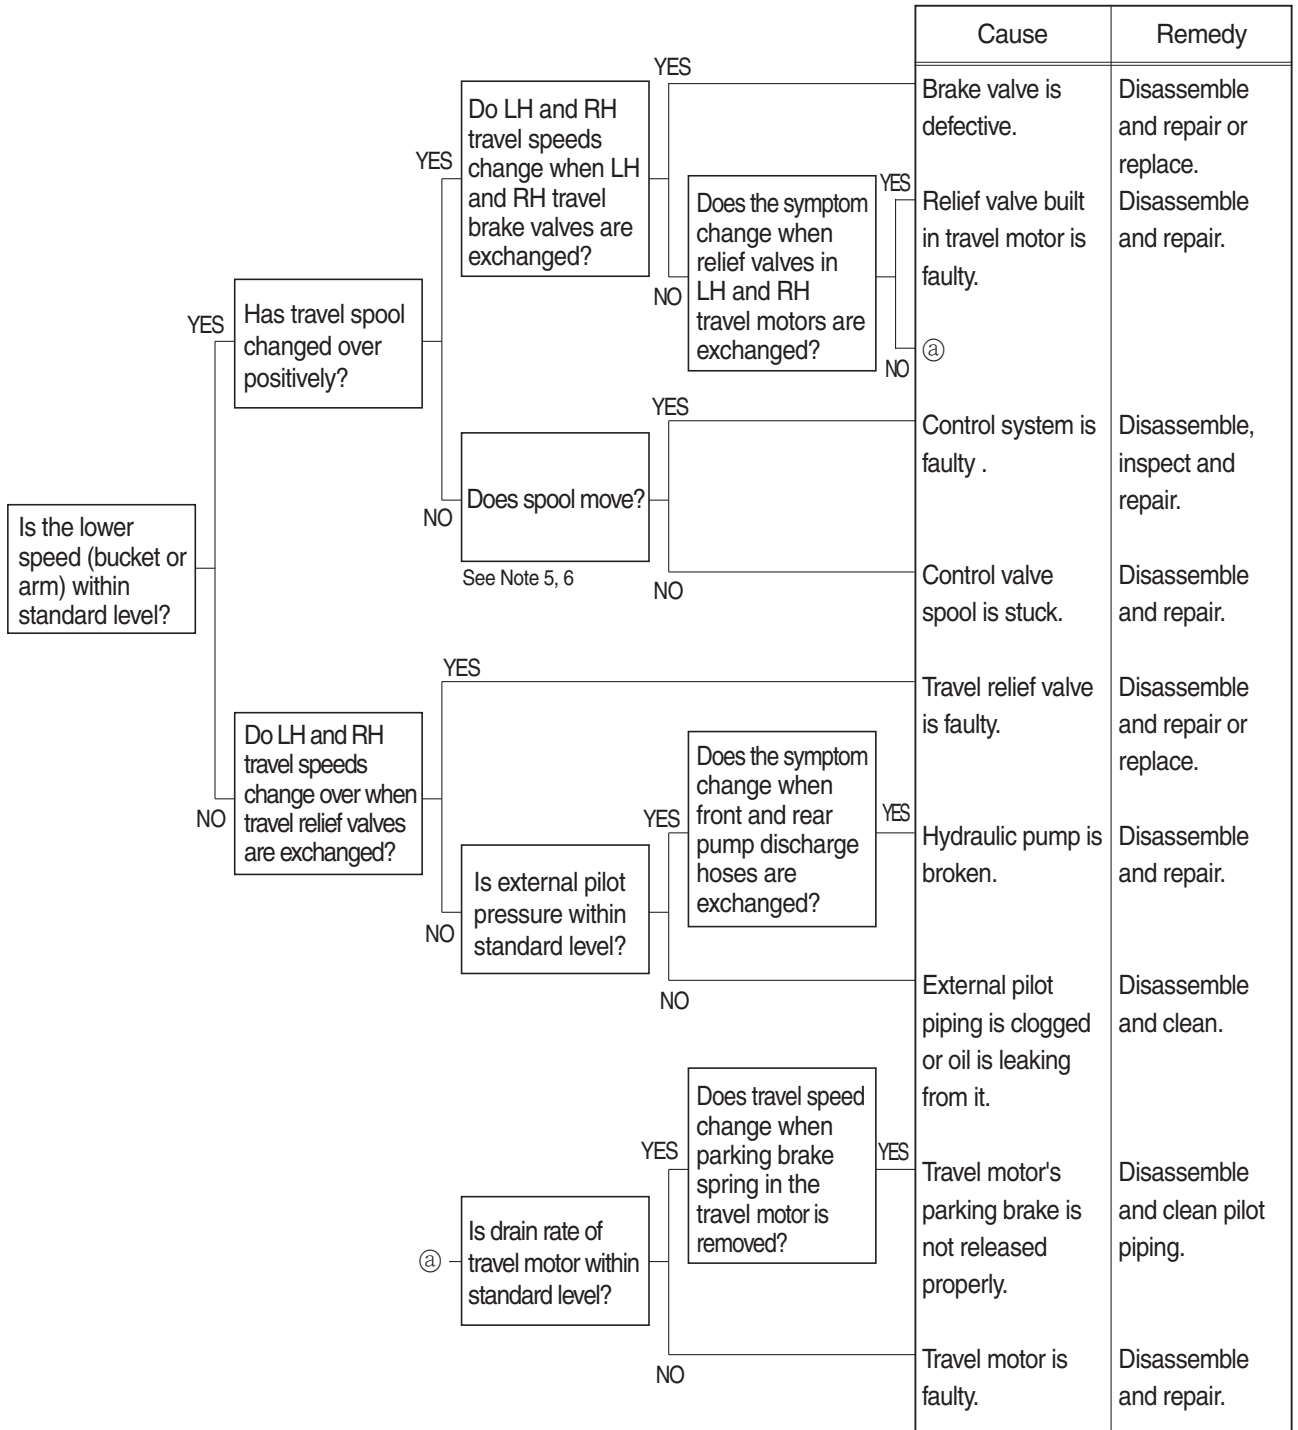 Cause
Remedy
YES
Brake valve is
defective.
Disassemble
and repair or
replace.
Do LH and RH
travel speeds
change when LH
and RH travel
brake valves are
exchanged?
YES
YES
Does the symptom
change when
relief valves in
LH and RH
travel motors are
exchanged?
Relief valve built
in travel motor is
faulty.
Disassemble
and repair.
NO
NO
ⓐ
YES
Has travel spool
changed over
positively?
YES
Control system is
faulty .
Disassemble,
inspect and
repair.
NO
Does spool move?
See Note 5, 6
NO
Control valve
spool is stuck.
Disassemble
and repair.
Is the lower
speed (bucket or
arm) within
standard level?
YES
Travel relief valve
is faulty.
Disassemble
and repair or
replace.
NO
Do LH and RH
travel speeds
change over when
travel relief valves
are exchanged?
YES
Does the symptom
change when
front and rear
pump discharge
hoses are
exchanged?
YES
Hydraulic pump is
broken.
Disassemble
and repair.
NO
Is external pilot
pressure within
standard level?
NO
External pilot
piping is clogged
or oil is leaking
from it.
Disassemble
and clean.
YES
Does travel speed
change when
parking brake
spring in the
travel motor is
removed?
YES
Travel motor's
parking brake is
not released
properly.
Disassemble
and clean pilot
piping.
ⓐ
Is drain rate of
travel motor within
standard level?
NO
Travel motor is
faulty.
Disassemble
and repair.